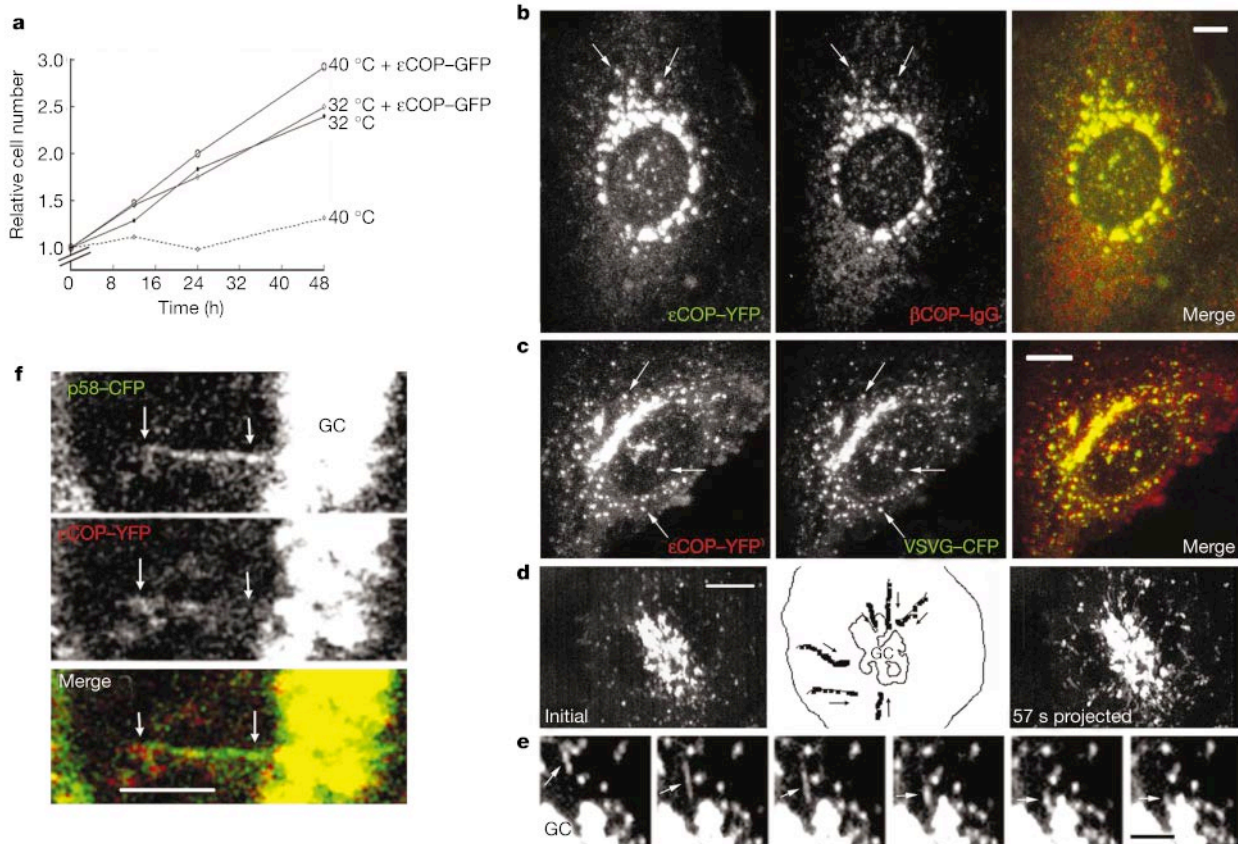 a
3.0
2.5
2.0
1.5
1.0
Relative cell number
0 8 16 24 32 40 48
Time (h)
40 °C + εCOP–GFP
32 °C + εCOP–GFP
32 °C
40 °C
b
εCOP–YFP
βCOP–IgG
Merge
c
εCOP–YFP
VSVG–CFP
Merge
d
Initial
GC
57 s projected
e
GC
f
p58–CFP
GC
εCOP–YFP
Merge